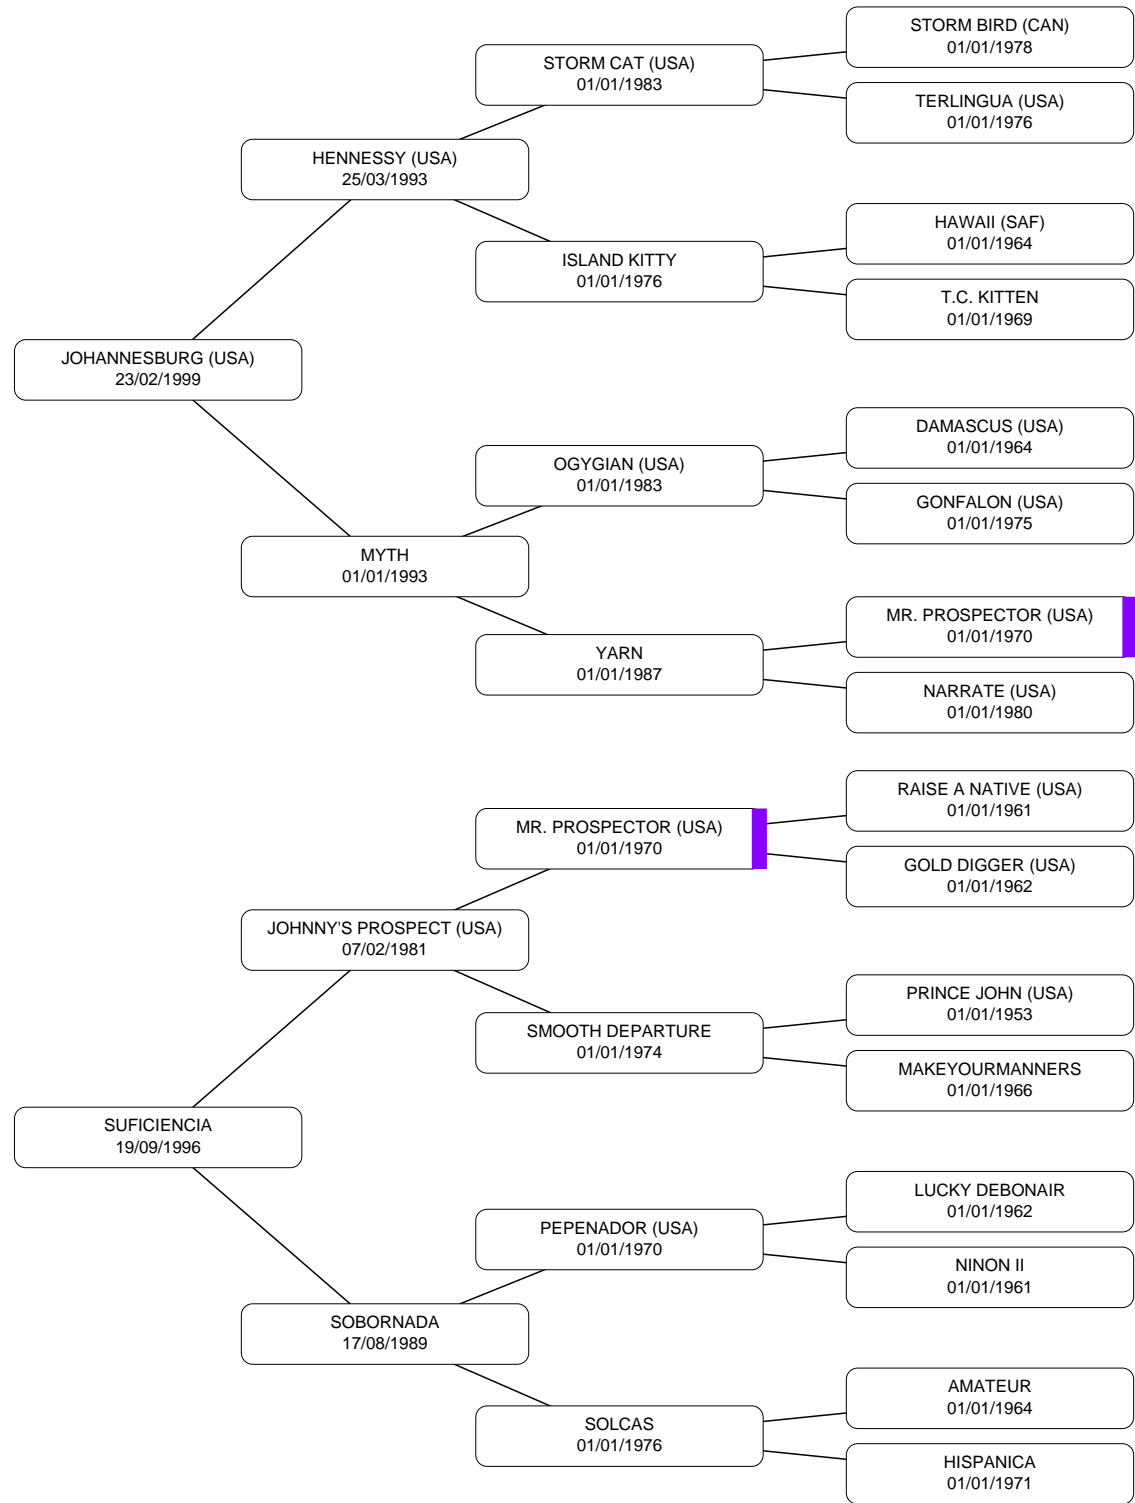 STORM BIRD (CAN)
01/01/1978
STORM CAT (USA)
01/01/1983
TERLINGUA (USA)
01/01/1976
HENNESSY (USA)
25/03/1993
HAWAII (SAF)
01/01/1964
ISLAND KITTY
01/01/1976
T.C. KITTEN
01/01/1969
JOHANNESBURG (USA)
23/02/1999
DAMASCUS (USA)
01/01/1964
OGYGIAN (USA)
01/01/1983
GONFALON (USA)
01/01/1975
MYTH
01/01/1993
MR. PROSPECTOR (USA)
01/01/1970
YARN
01/01/1987
NARRATE (USA)
01/01/1980
RAISE A NATIVE (USA)
01/01/1961
MR. PROSPECTOR (USA)
01/01/1970
GOLD DIGGER (USA)
01/01/1962
JOHNNY'S PROSPECT (USA)
07/02/1981
PRINCE JOHN (USA)
01/01/1953
SMOOTH DEPARTURE
01/01/1974
MAKEYOURMANNERS
01/01/1966
SUFICIENCIA
19/09/1996
LUCKY DEBONAIR
01/01/1962
PEPENADOR (USA)
01/01/1970
NINON II
01/01/1961
SOBORNADA
17/08/1989
AMATEUR
01/01/1964
SOLCAS
01/01/1976
HISPANICA
01/01/1971